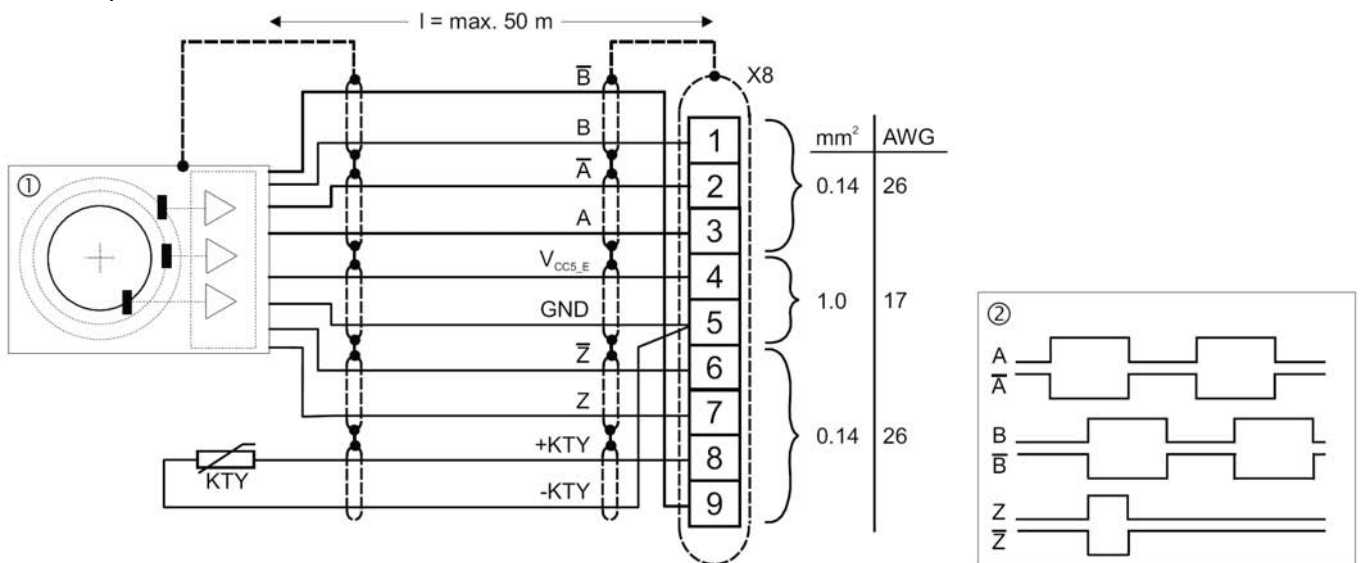 l = max. 50 m
X8
B̅
B
A̅
A
V_CC5_E
GND
Z̅
Z
+KTY
-KTY
KTY
①
1
2
3
4
5
6
7
8
9
mm² AWG
0.14 26
1.0 17
0.14 26
②
A
A̅
B
B̅
Z
Z̅